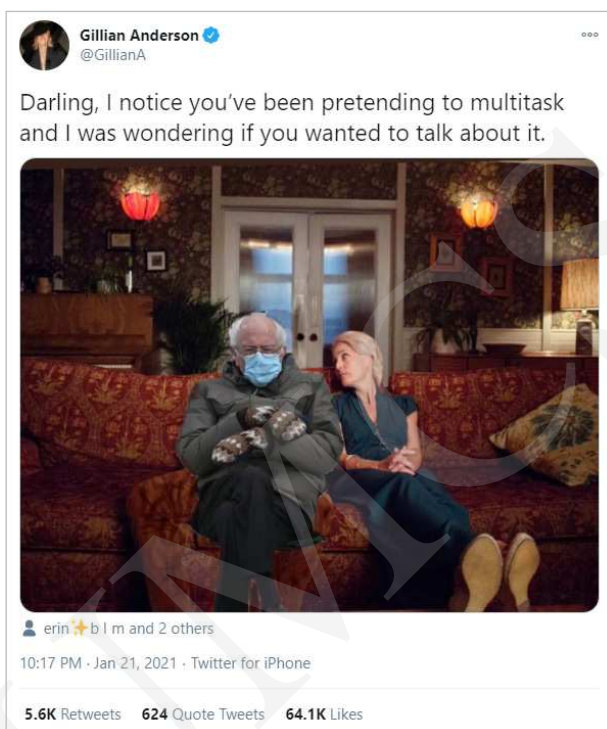 Gillian Anderson
@GillianA
Darling, I notice you've been pretending to multitask
and I was wondering if you wanted to talk about it.
erin✨b l m and 2 others
10:17 PM · Jan 21, 2021 · Twitter for iPhone
5.6K Retweets 624 Quote Tweets 64.1K Likes